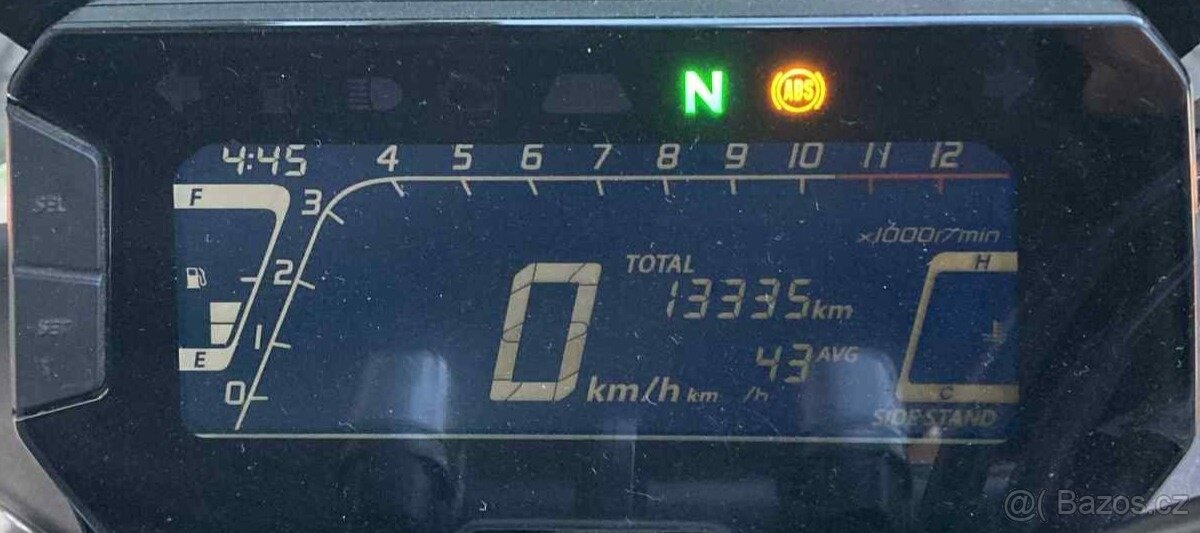 N ABS
4:45 4 5 6 7 8 9 10 11 12
F 3
SEL
x1000r/min
TOTAL H
2
13335km
SET
1
43 AVG
E
0 0 km/h km /h C
SIDE-STAND
@( Bazos.cz